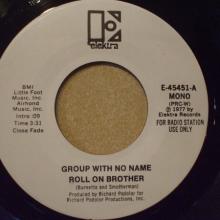 elektra
BMI
Little Foot
Music, Inc.
Airhond
Music, Inc.
Intro :09
Time 3:31
Close Fade
E-45451-A
MONO
(PRC-W)
℗ 1977 by
Elektra Records
FOR RADIO STATION
USE ONLY
GROUP WITH NO NAME
ROLL ON BROTHER
(Burnette and Smotherman)
Produced by Richard Podolor for
Richard Podolor Productions, Inc.